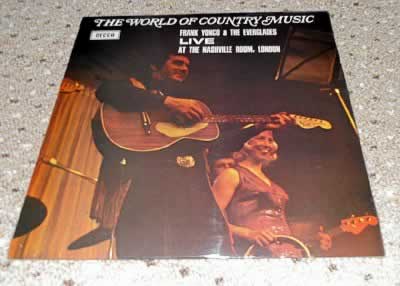 THE WORLD OF COUNTRY MUSIC
DECCA
FRANK YONCO & THE EVERGLADES
LIVE
AT THE NASHVILLE ROOM, LONDON